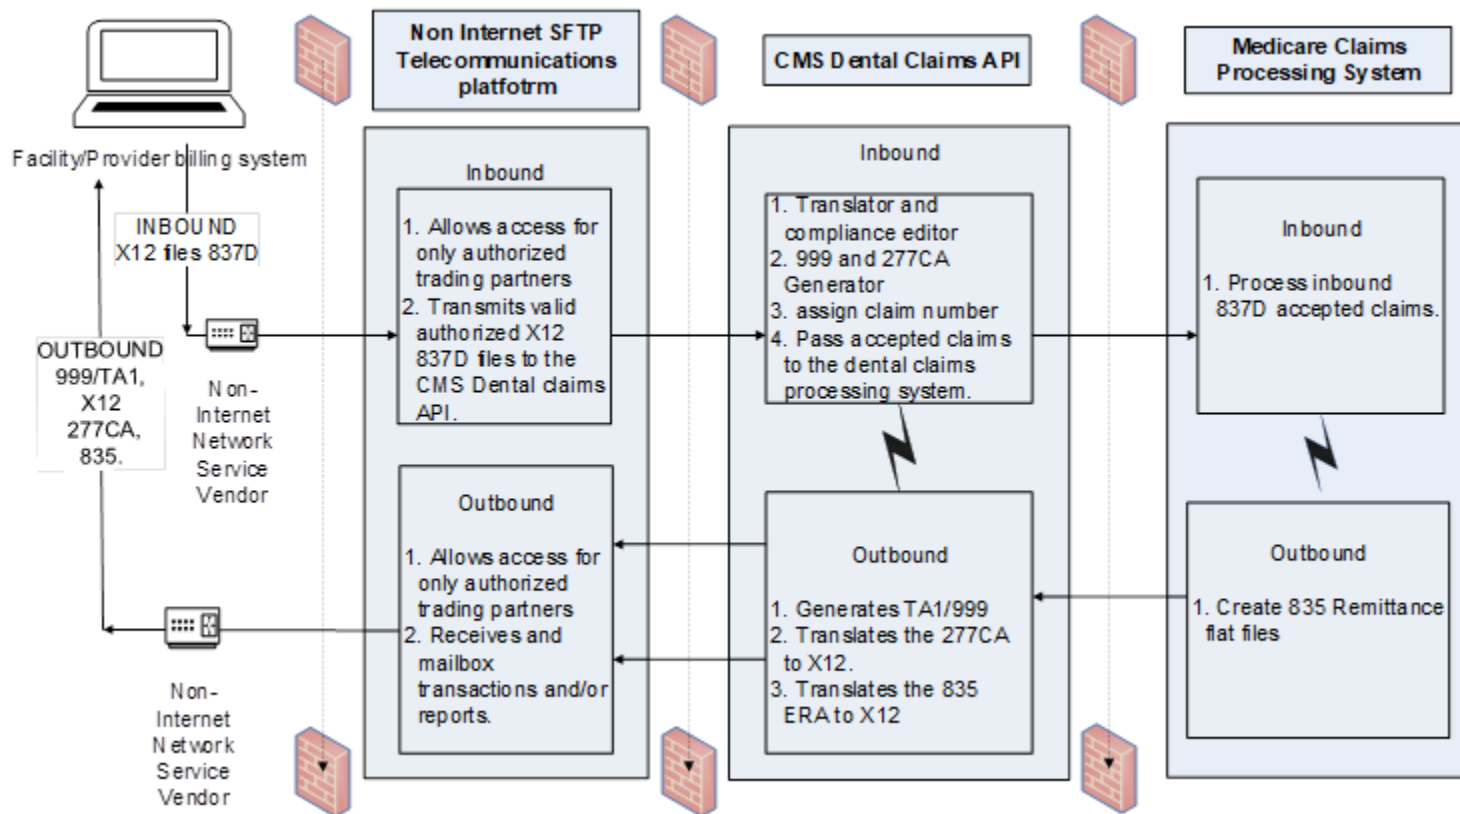 Non Internet SFTP
Telecommunications
platfotrm
CMS Dental Claims API
Medicare Claims
Processing System
Facility/Provider billing system
INBOUND
X12 files 837D
OUTBOUND
999/TA1,
X12
277CA,
835.
Non-
Internet
Network
Service
Vendor
Non-
Internet
Network
Service
Vendor
Inbound
1. Allows access for
only authorized
trading partners
2. Transmits valid
authorized X12
837D files to the
CMS Dental claims
API.
Outbound
1. Allows access for
only authorized
trading partners
2. Receives and
mailbox
transactions and/or
reports.
Inbound
1. Translator and
compliance editor
2. 999 and 277CA
Generator
3. assign claim number
4. Pass accepted claims
to the dental claims
processing system.
Outbound
1. Generates TA1/999
2. Translates the 277CA
to X12.
3. Translates the 835
ERA to X12
Inbound
1. Process inbound
837D accepted claims.
Outbound
1. Create 835 Remittance
flat files